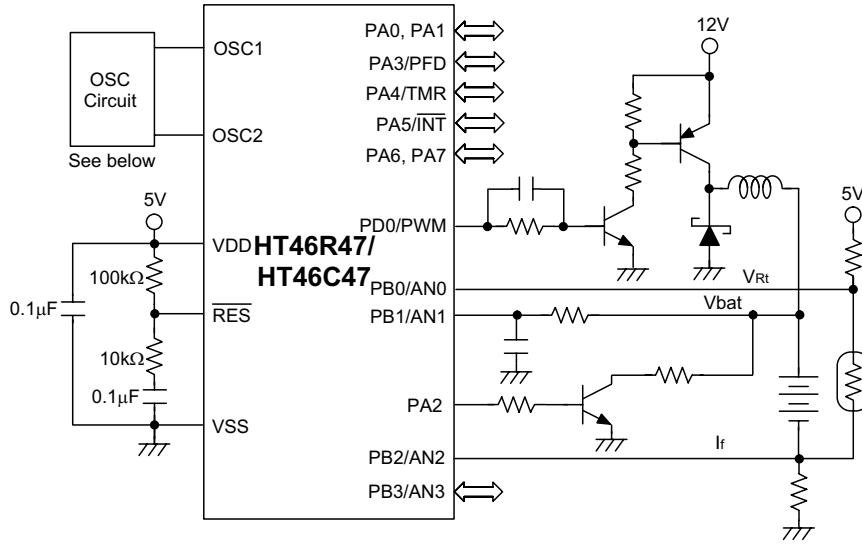 OSC
Circuit
See below
OSC1
OSC2
5V
VDD
100kΩ
0.1μF
RES
10kΩ
0.1μF
VSS
HT46R47/
HT46C47
PA0, PA1
PA3/PFD
PA4/TMR
PA5/INT
PA6, PA7
PD0/PWM
PB0/AN0
PB1/AN1
PA2
PB2/AN2
PB3/AN3
12V
5V
VRt
Vbat
If